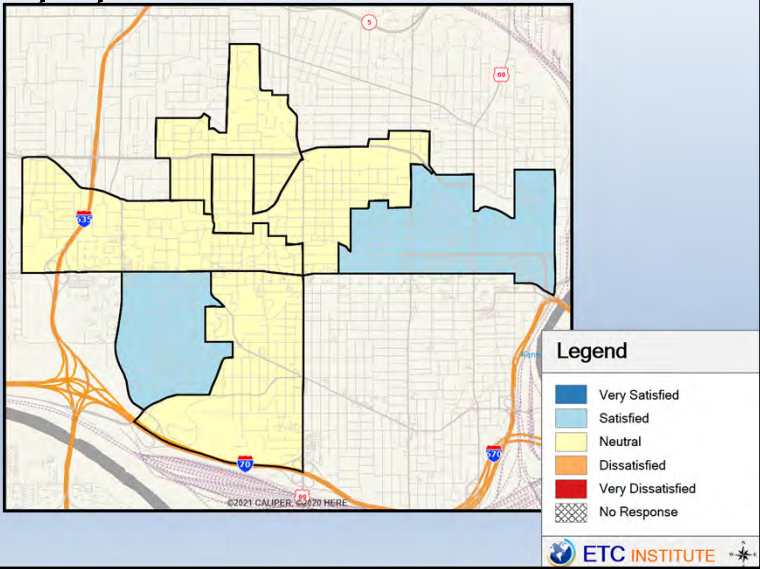 5
69
635
70
670
69
©2021 CALIPER; ©2020 HERE
Legend
Very Satisfied
Satisfied
Neutral
Dissatisfied
Very Dissatisfied
No Response
ETC INSTITUTE